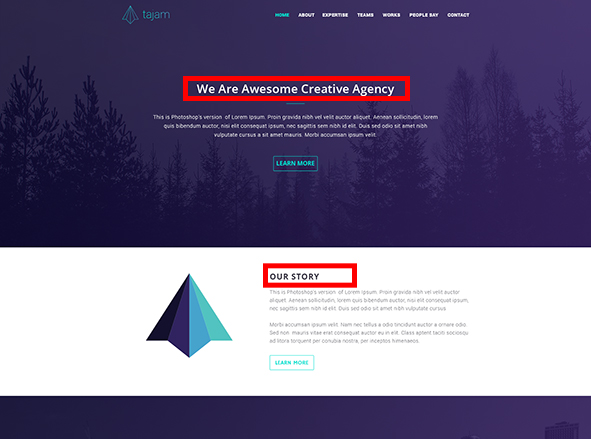 tajam
HOME ABOUT EXPERTISE TEAMS WORKS PEOPLE SAY CONTACT
We Are Awesome Creative Agency
This is Photoshop's version of Lorem Ipsum. Proin gravida nibh vel velit auctor aliquet. Aenean sollicitudin, lorem
quis bibendum auctor, nisi elit consequat ipsum, nec sagittis sem nibh id elit. Duis sed odio sit amet nibh
vulputate cursus a sit amet mauris. Morbi accumsan ipsum velit.
LEARN MORE
OUR STORY
This is Photoshop's version of Lorem Ipsum. Proin gravida nibh vel velit auctor
aliquet. Aenean sollicitudin, lorem quis bibendum auctor, nisi elit consequat ipsum,
nec sagittis sem nibh id elit. Duis sed odio sit amet nibh vulputate cursus
Morbi accumsan ipsum velit. Nam nec tellus a odio tincidunt auctor a ornare odio.
Sed non mauris vitae erat consequat auctor eu in elit. Class aptent taciti sociosqu
ad litora torquent per conubia nostra, per inceptos himenaeos.
LEARN MORE